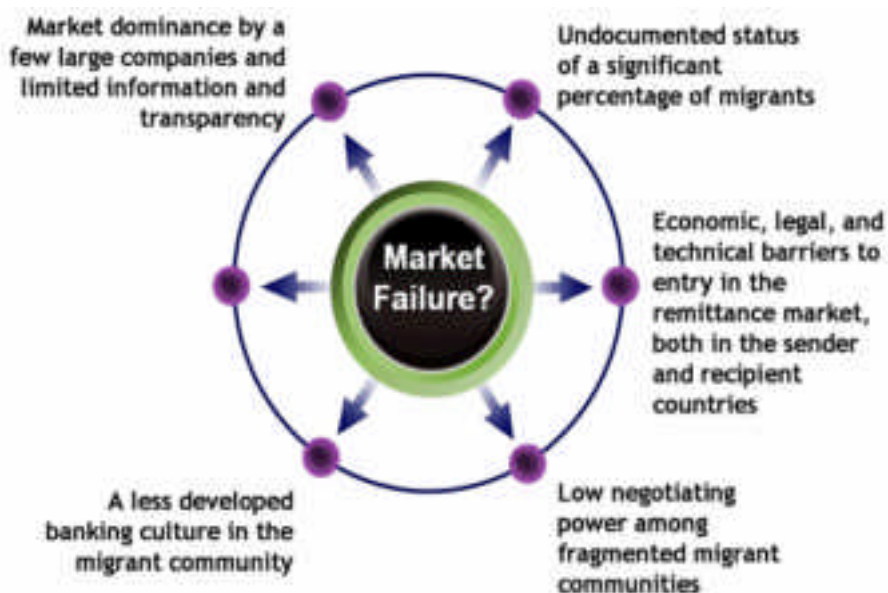 Market dominance by a
few large companies and
limited information and
transparency
Undocumented status
of a significant
percentage of migrants
Market
Failure?
Economic, legal, and
technical barriers to
entry in the
remittance market,
both in the sender
and recipient
countries
A less developed
banking culture in the
migrant community
Low negotiating
power among
fragmented migrant
communities